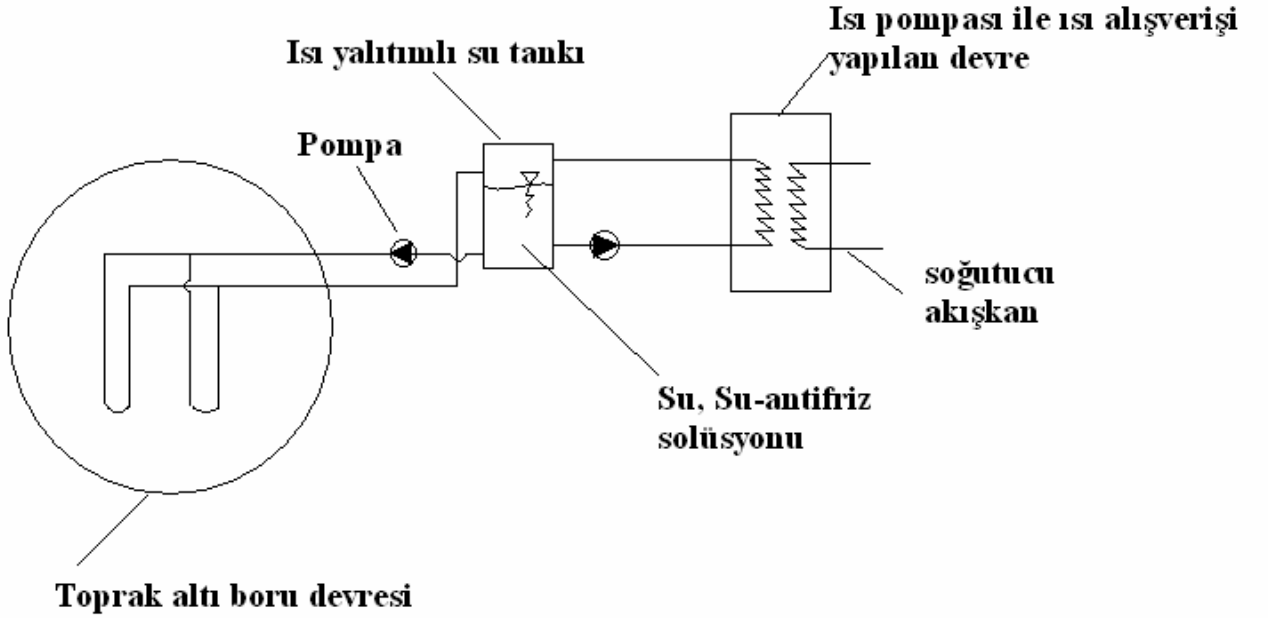 Isı pompası ile ısı alışverişi
yapılan devre
Isı yalıtımlı su tankı
Pompa
soğutucu
akışkan
Su, Su-antifriz
solüsyonu
Toprak altı boru devresi